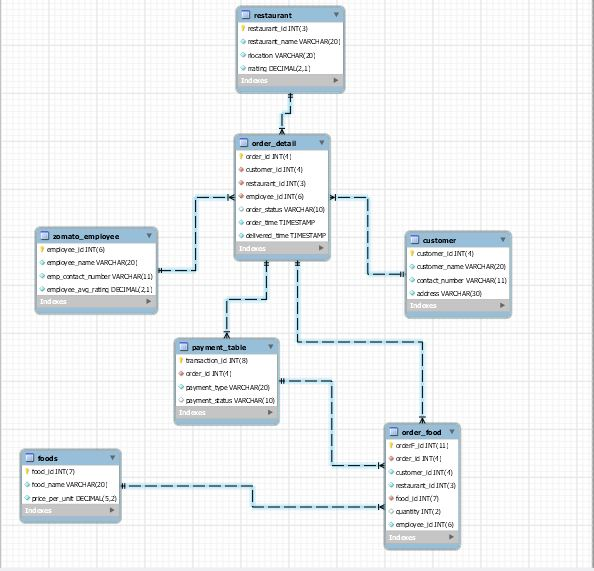 restaurant
restaurant_id INT(3)
restaurant_name VARCHAR(20)
rlocation VARCHAR(20)
rrating DECIMAL(2,1)
Indexes
order_detail
order_id INT(4)
customer_id INT(4)
restaurant_id INT(3)
employee_id INT(6)
order_status VARCHAR(10)
order_time TIMESTAMP
delivered_time TIMESTAMP
Indexes
zomato_employee
employee_id INT(6)
employee_name VARCHAR(20)
emp_contact_number VARCHAR(11)
employee_avg_rating DECIMAL(2,1)
Indexes
customer
customer_id INT(4)
customer_name VARCHAR(20)
contact_number VARCHAR(11)
address VARCHAR(30)
Indexes
payment_table
transaction_id INT(8)
order_id INT(4)
payment_type VARCHAR(20)
payment_status VARCHAR(10)
Indexes
order_food
orderF_id INT(11)
order_id INT(4)
customer_id INT(4)
restaurant_id INT(3)
food_id INT(7)
quantity INT(2)
employee_id INT(6)
Indexes
foods
food_id INT(7)
food_name VARCHAR(20)
price_per_unit DECIMAL(5,2)
Indexes